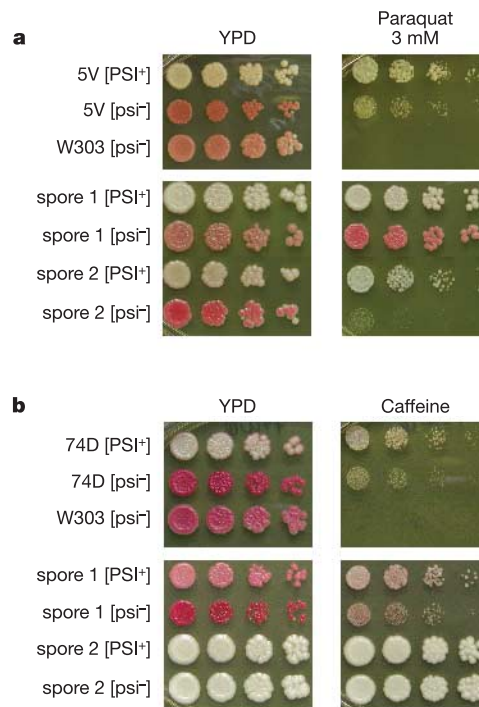 a
YPD
Paraquat
3 mM
5V [PSI⁺]
5V [psi⁻]
W303 [psi⁻]
spore 1 [PSI⁺]
spore 1 [psi⁻]
spore 2 [PSI⁺]
spore 2 [psi⁻]
b
YPD
Caffeine
74D [PSI⁺]
74D [psi⁻]
W303 [psi⁻]
spore 1 [PSI⁺]
spore 1 [psi⁻]
spore 2 [PSI⁺]
spore 2 [psi⁻]